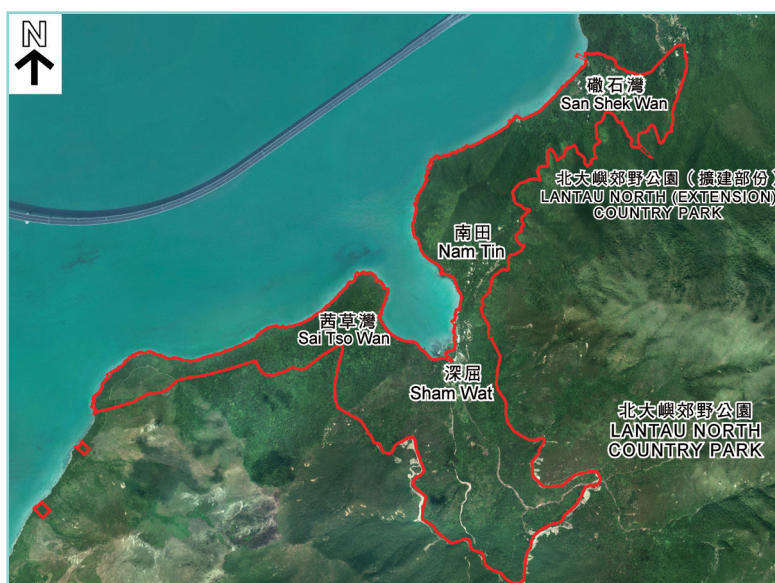 N
䃟石灣
San Shek Wan
北大嶼郊野公園（擴建部份）
LANTAU NORTH (EXTENSION)
COUNTRY PARK
南田
Nam Tin
茜草灣
Sai Tso Wan
深屈
Sham Wat
北大嶼郊野公園
LANTAU NORTH
COUNTRY PARK